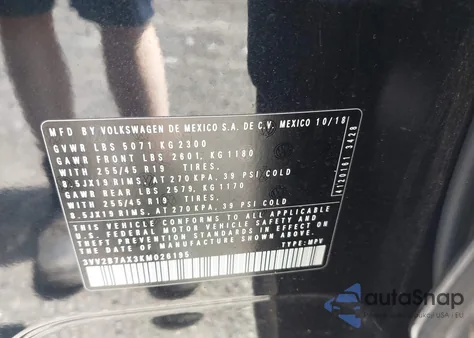 MFD BY VOLKSWAGEN DE MEXICO S.A. DE C.V. MEXICO 10/18
GVWR LBS 5071 KG 2300
GAWR FRONT LBS 2601, KG 1180
WITH 255/45 R19 TIRES.
8.5JX19 RIMS, AT 270 KPA, 39 PSI COLD
GAWR REAR LBS 2579, KG 1170
WITH 255/45 R19 TIRES.
8.5JX19 RIMS, AT 270 KPA, 39 PSI COLD
THIS VEHICLE CONFORMS TO ALL APPLICABLE
U.S. FEDERAL MOTOR VEHICLE SAFETY AND
THEFT PREVENTION STANDARDS IN EFFECT ON
THE DATE OF MANUFACTURE SHOWN ABOVE
3VV2B7AX3KM026195 TYPE: MPV
4120161 3428
autaSnap